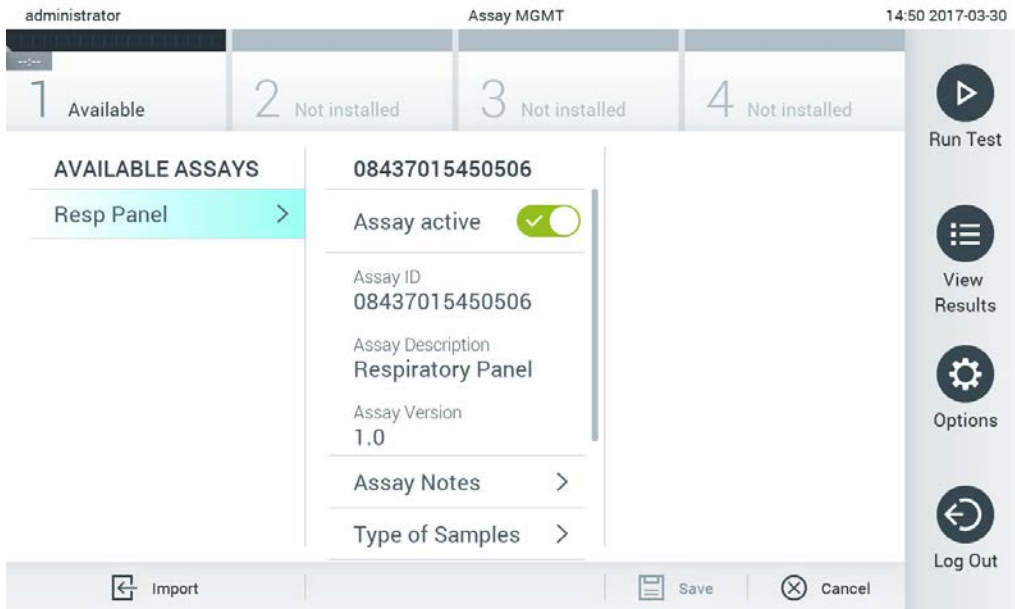 administrator
Assay MGMT
14:50 2017-03-30
--:--
1 Available
2 Not installed
3 Not installed
4 Not installed
Run Test
AVAILABLE ASSAYS
Resp Panel
08437015450506
Assay active
Assay ID
08437015450506
Assay Description
Respiratory Panel
Assay Version
1.0
Assay Notes
Type of Samples
View
Results
Options
Log Out
Import
Save
Cancel